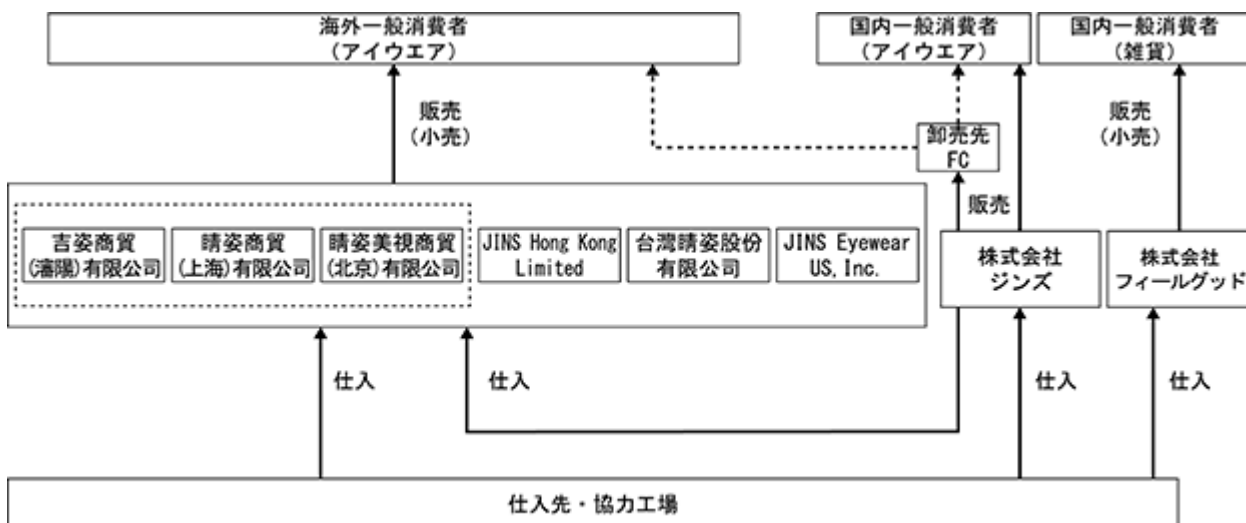 海外一般消費者
(アイウエア)
国内一般消費者
(アイウエア)
国内一般消費者
(雑貨)
販売
(小売)
販売
(小売)
卸売先
FC
販売
吉姿商貿
(瀋陽)有限公司
睛姿商貿
(上海)有限公司
睛姿美視商貿
(北京)有限公司
JINS Hong Kong
Limited
台湾睛姿股份
有限公司
JINS Eyewear
US,Inc.
株式会社
ジンズ
株式会社
フィールグッド
仕入
仕入
仕入
仕入
仕入先・協力工場